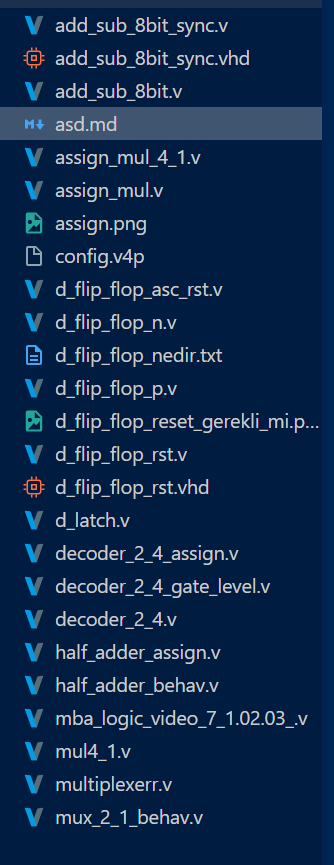 add_sub_8bit_sync.v
add_sub_8bit_sync.vhd
add_sub_8bit.v
asd.md
assign_mul_4_1.v
assign_mul.v
assign.png
config.v4p
d_flip_flop_asc_rst.v
d_flip_flop_n.v
d_flip_flop_nedir.txt
d_flip_flop_p.v
d_flip_flop_reset_gerekli_mi.p...
d_flip_flop_rst.v
d_flip_flop_rst.vhd
d_latch.v
decoder_2_4_assign.v
decoder_2_4_gate_level.v
decoder_2_4.v
half_adder_assign.v
half_adder_behav.v
mba_logic_video_7_1.02.03_.v
mul4_1.v
multiplexerr.v
mux_2_1_behav.v